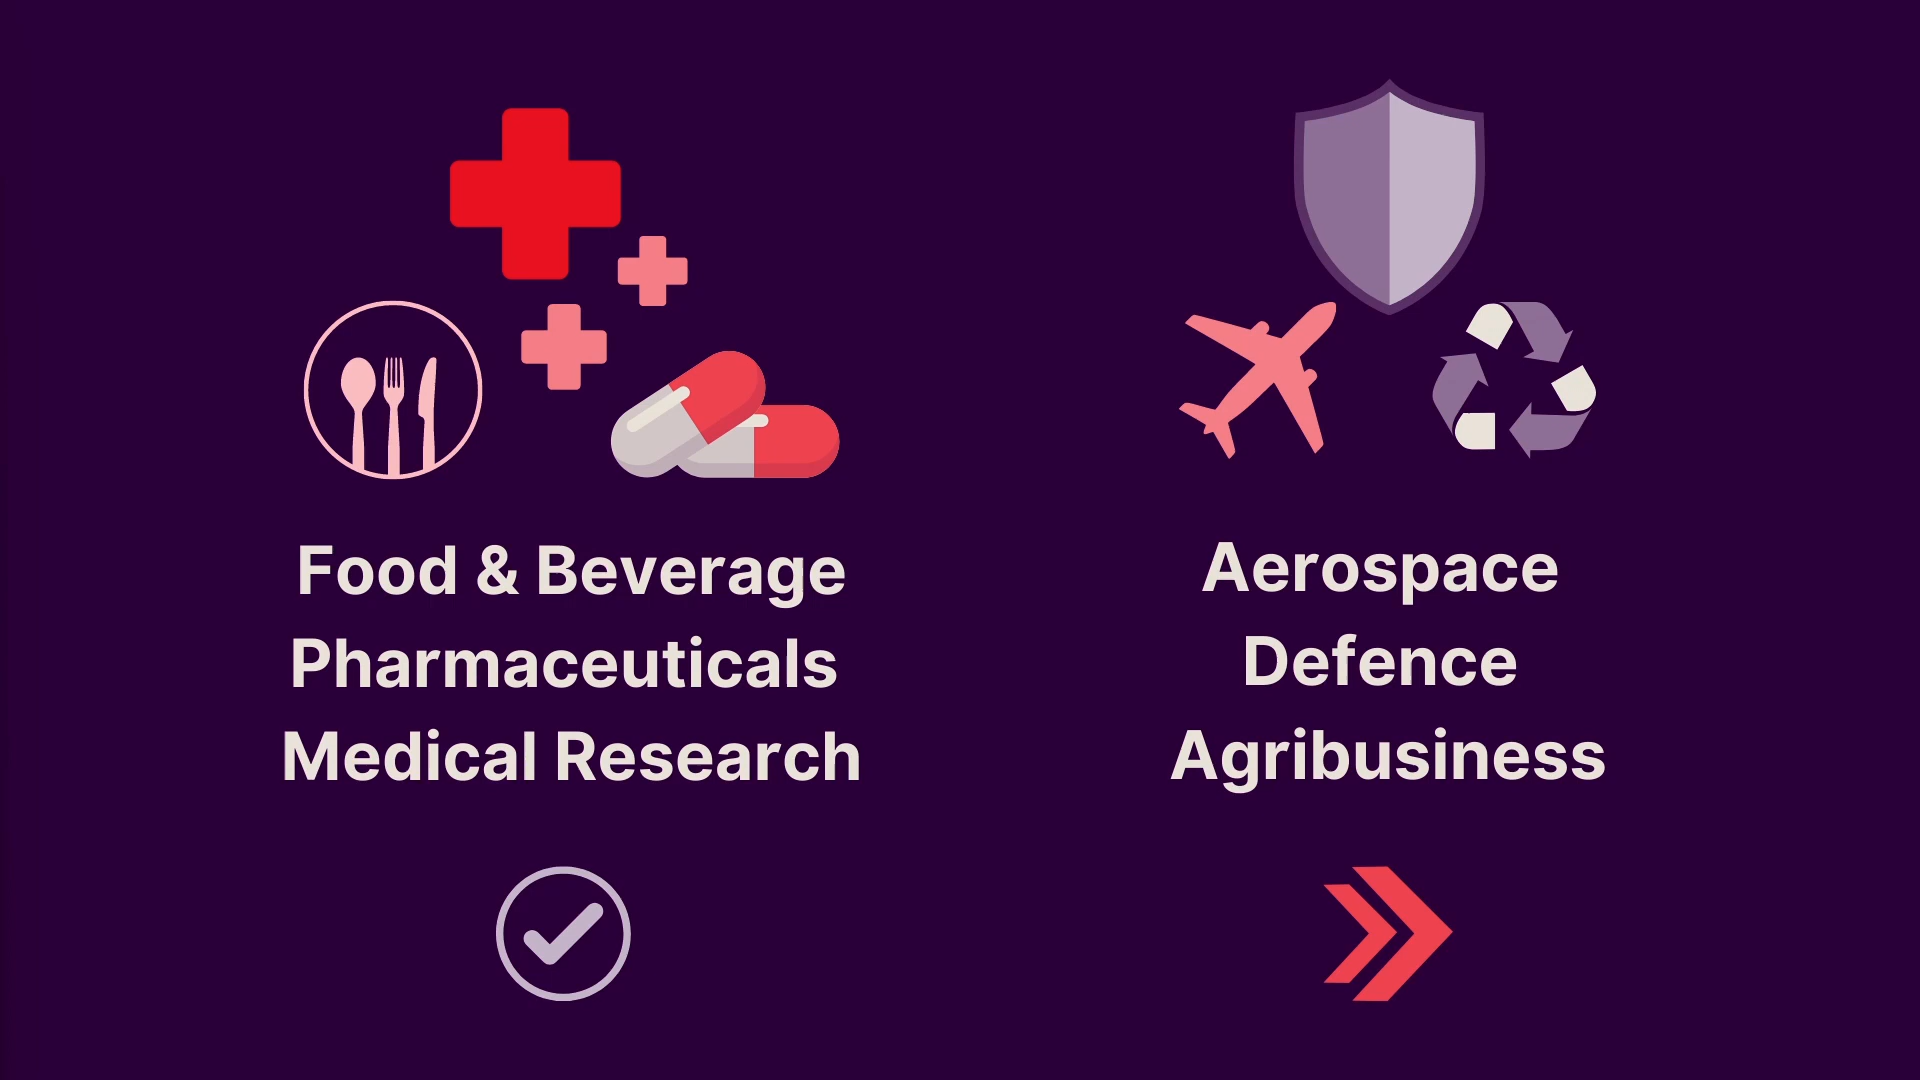 Food & Beverage
Pharmaceuticals
Medical Research
Aerospace
Defence
Agribusiness